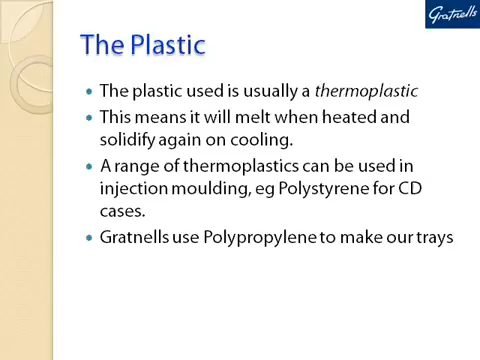 Gratnells
The Plastic
The plastic used is usually a thermoplastic
This means it will melt when heated and
solidify again on cooling.
A range of thermoplastics can be used in
injection moulding, eg Polystyrene for CD
cases.
Gratnells use Polypropylene to make our trays